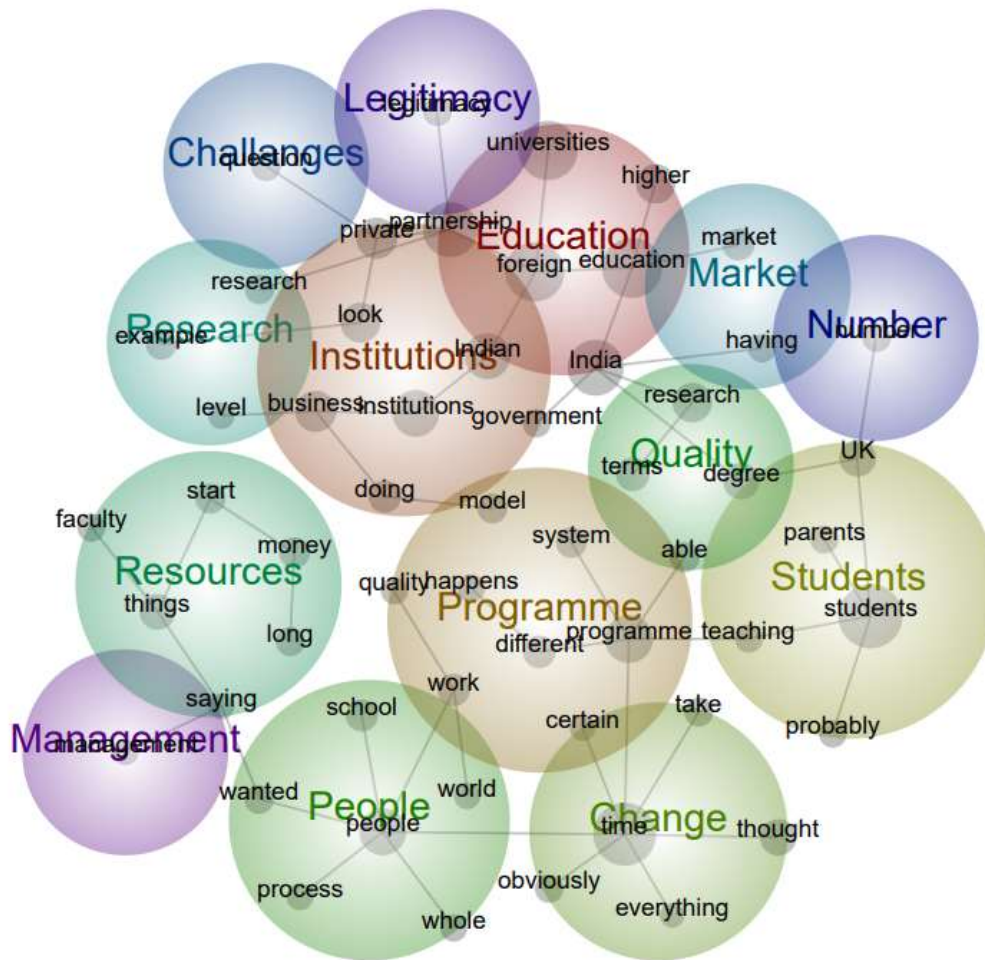 Legitimacy
legitimacy
Challanges
question
universities
higher
private
partnership
Education
market
foreign
education
Market
research
look
Research
example
Institutions
Indian
India
having
Number
number
level
business
institutions
government
research
Quality
UK
terms
degree
start
doing
model
faculty
money
system
able
parents
Resources
quality
happens
Students
things
Programme
students
long
different
programme
teaching
saying
school
work
certain
take
probably
Management
management
wanted
People
world
people
Change
time
thought
process
obviously
whole
everything